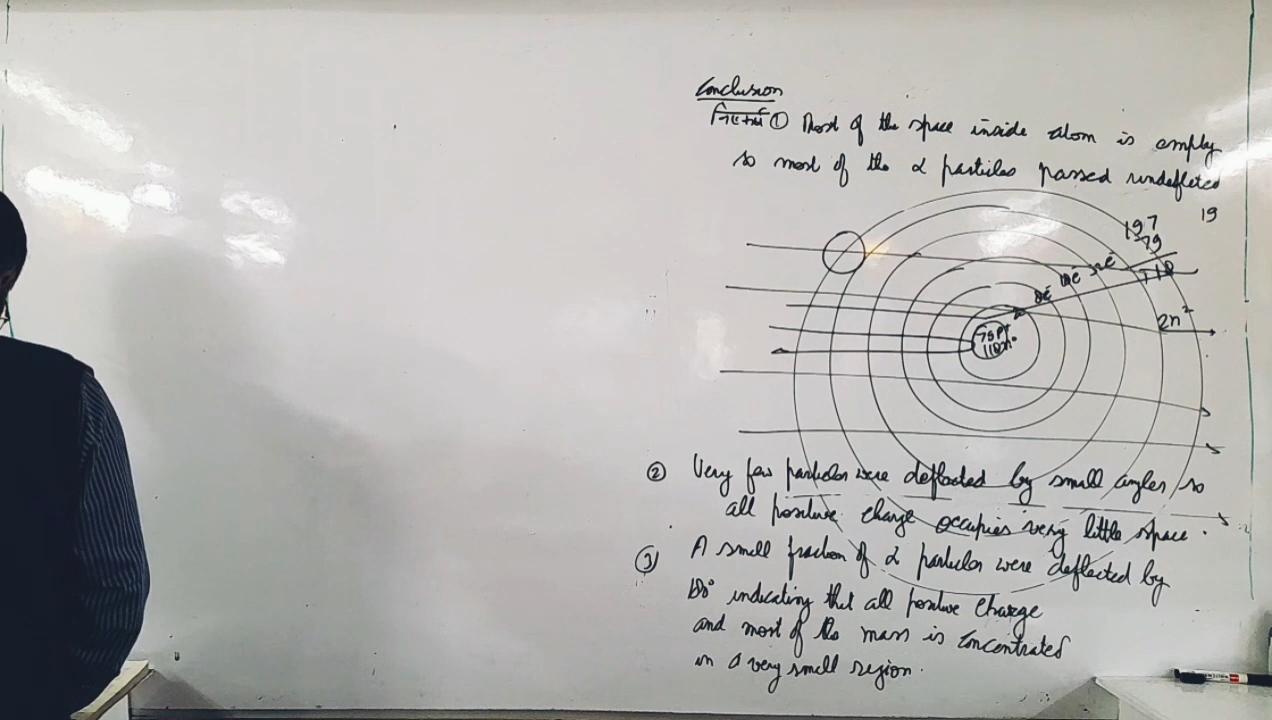 Conclusion
① Most of the space inside atom is empty
so most of the α particles passed undeflected
19
197
79
8e⁻ 18e⁻
2n²
② Very few particles were deflected by small angles so
all positive charge occupies very little space.
③ A small fraction of α particles were deflected by
180° indicating that all positive charge
and most of the mass is concentrated
in a very small region.